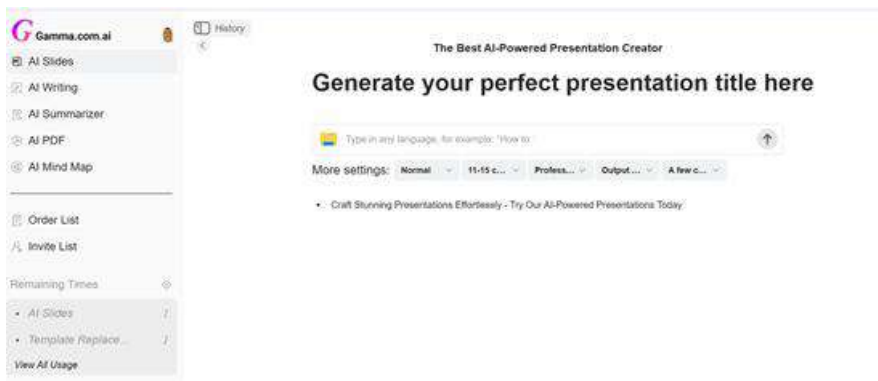 Gamma.com.ai
AI Slides
AI Writing
AI Summarizer
AI PDF
AI Mind Map
Order List
Invite List
Remaining Times
• AI Slides
• Template Replace...
View All Usage
History
The Best AI-Powered Presentation Creator
Generate your perfect presentation title here
Type in any language, for example: "How to
More settings: Normal 11-15 c... Profess... Output ... A few c...
• Craft Stunning Presentations Effortlessly - Try Our AI-Powered Presentations Today